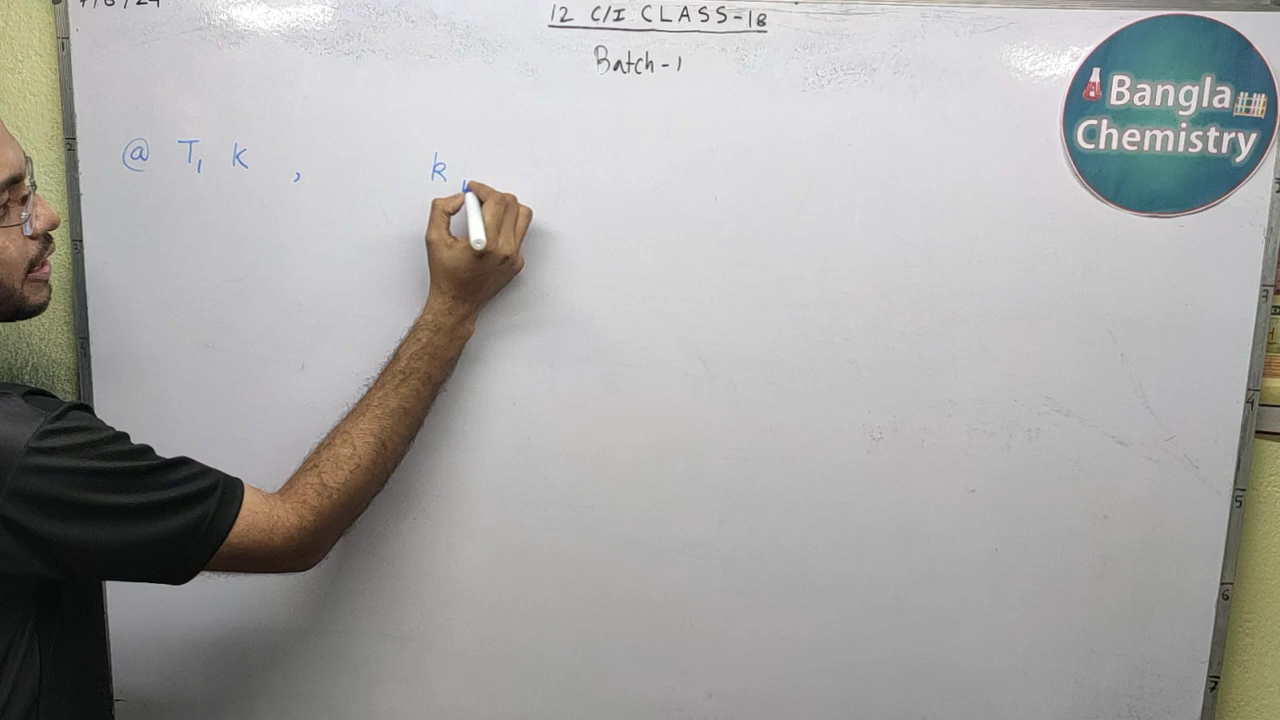 12 C/I CLASS-18
Batch-1
Bangla
Chemistry
@ T₁ K , k